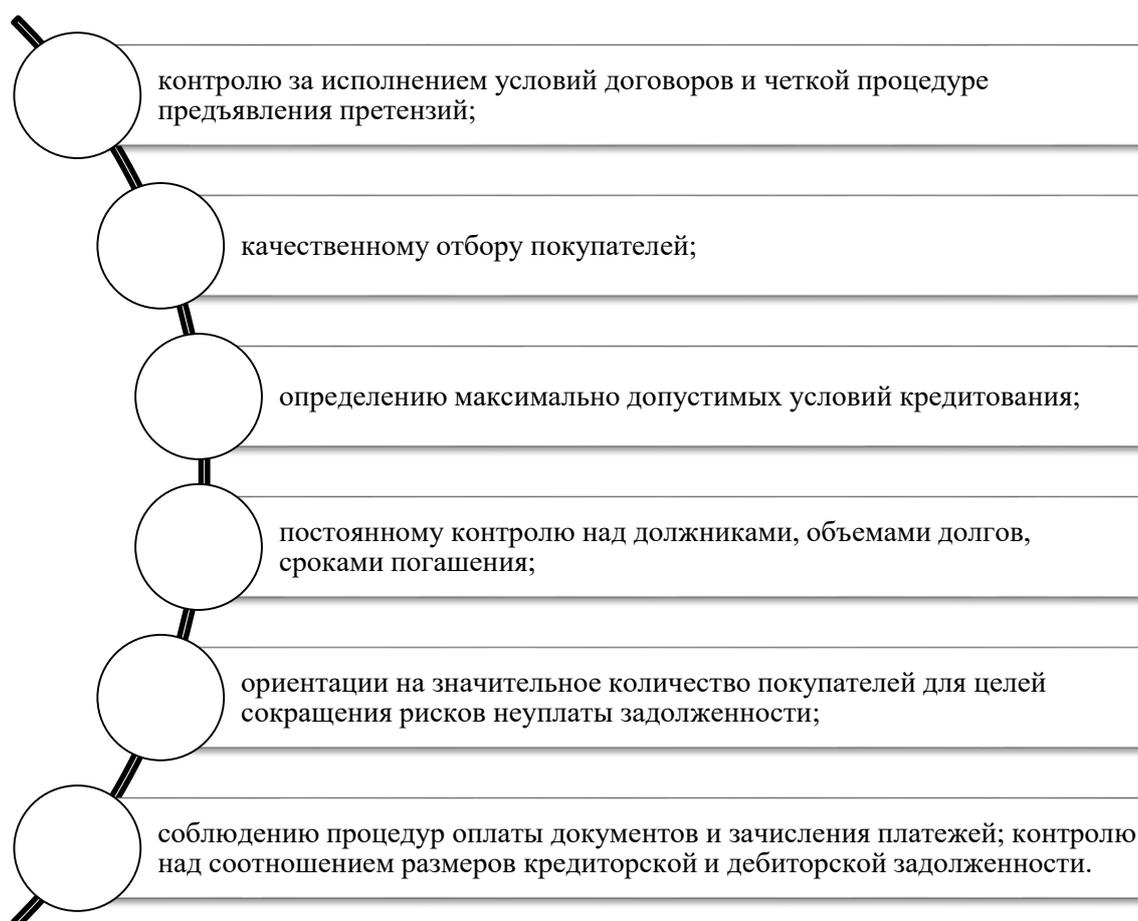 контролю за исполнением условий договоров и четкой процедуре
предъявления претензий;
качественному отбору покупателей;
определению максимально допустимых условий кредитования;
постоянному контролю над должниками, объемами долгов,
сроками погашения;
ориентации на значительное количество покупателей для целей
сокращения рисков неуплаты задолженности;
соблюдению процедур оплаты документов и зачисления платежей; контролю
над соотношением размеров кредиторской и дебиторской задолженности.